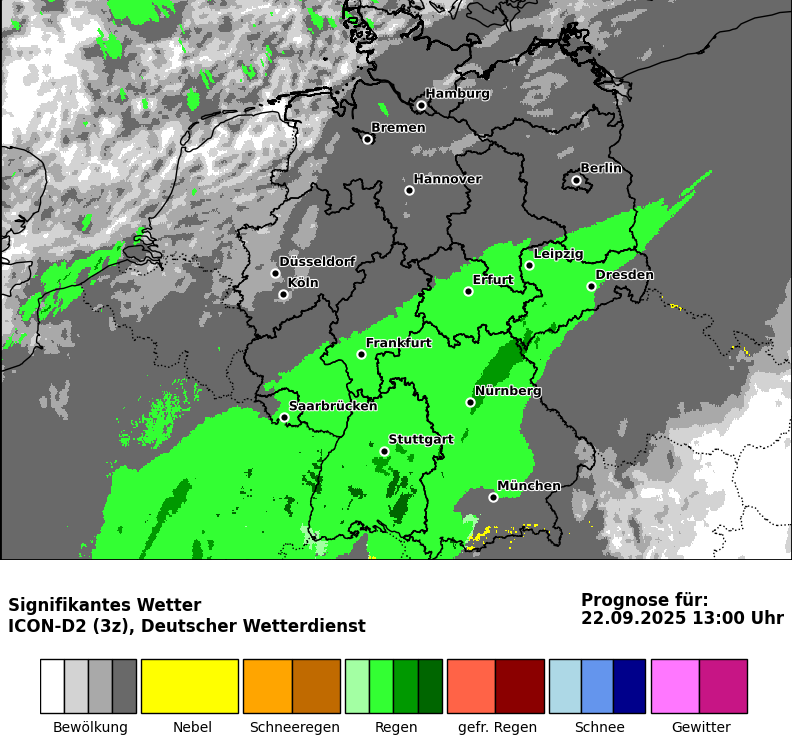 Hamburg
Bremen
Berlin
Hannover
Düsseldorf
Köln
Leipzig
Erfurt
Dresden
Frankfurt
Nürnberg
Saarbrücken
Stuttgart
München
Signifikantes Wetter
ICON-D2 (3z), Deutscher Wetterdienst
Prognose für:
22.09.2025 13:00 Uhr
Bewölkung
Nebel
Schneeregen
Regen
gefr. Regen
Schnee
Gewitter